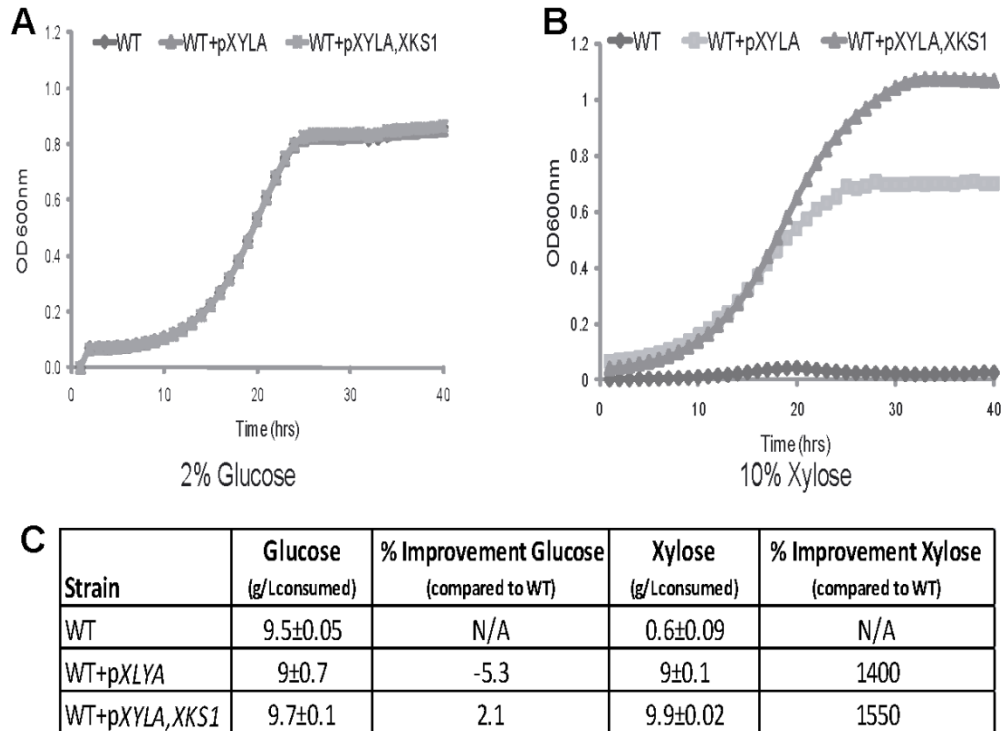 A
WT WT+pXYLA WT+pXYLA,XKS1
1.2
1.0
0.8
0.6
0.4
0.2
0.0
OD600nm
0 10 20 30 40
Time (hrs)
2% Glucose
B
WT WT+pXYLA WT+pXYLA,XKS1
1.2
1
0.8
0.6
0.4
0.2
0
OD600nm
0 10 20 30 40
Time (hrs)
10% Xylose
C
Strain Glucose (g/Lconsumed) % Improvement Glucose (compared to WT) Xylose (g/Lconsumed) % Improvement Xylose (compared to WT)
WT 9.5±0.05 N/A 0.6±0.09 N/A
WT+pXLYA 9±0.7 -5.3 9±0.1 1400
WT+pXYLA,XKS1 9.7±0.1 2.1 9.9±0.02 1550